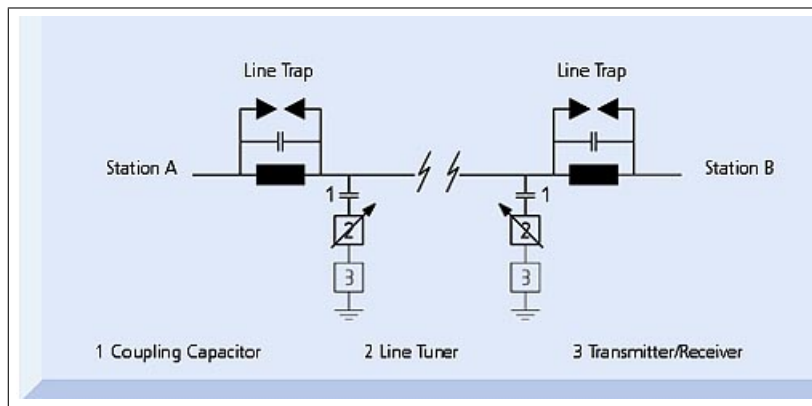 Line Trap
Line Trap
Station A
Station B
1
1
2
2
3
3
1 Coupling Capacitor
2 Line Tuner
3 Transmitter/Receiver